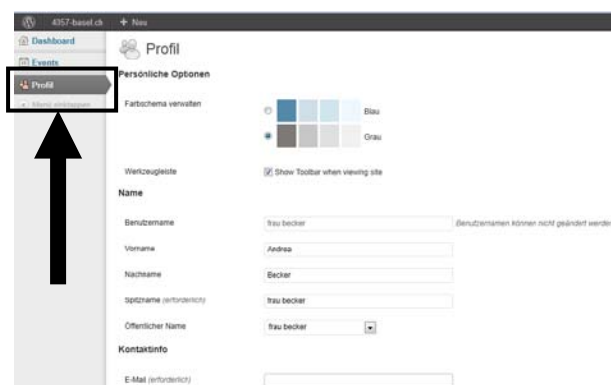 4357-basel.ch + Neu
Dashboard
Events
Profil
Menü einklappen
Profil
Persönliche Optionen
Farbschema verwalten
Blau
Grau
Werkzeugleiste
Show Toolbar when viewing site
Name
Benutzername
frau becker
Benutzernamen können nicht geändert werden
Vorname
Andrea
Nachname
Becker
Spitzname (erforderlich)
frau becker
Öffentlicher Name
frau becker
Kontaktinfo
E-Mail (erforderlich)